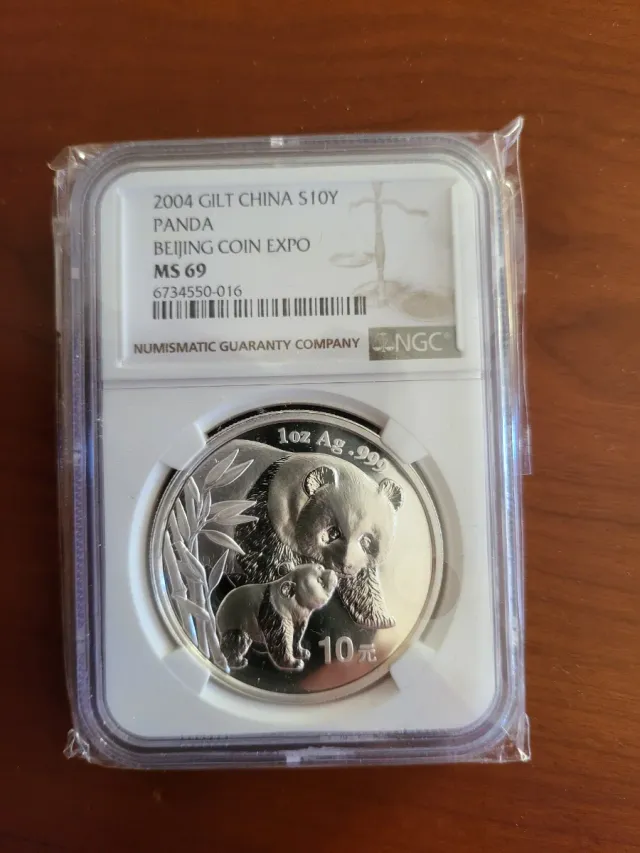 2004 GILT CHINA S10Y
PANDA
BEIJING COIN EXPO
MS 69
6734550-016
NUMISMATIC GUARANTY COMPANY
NGC®
1oz Ag .999
10元